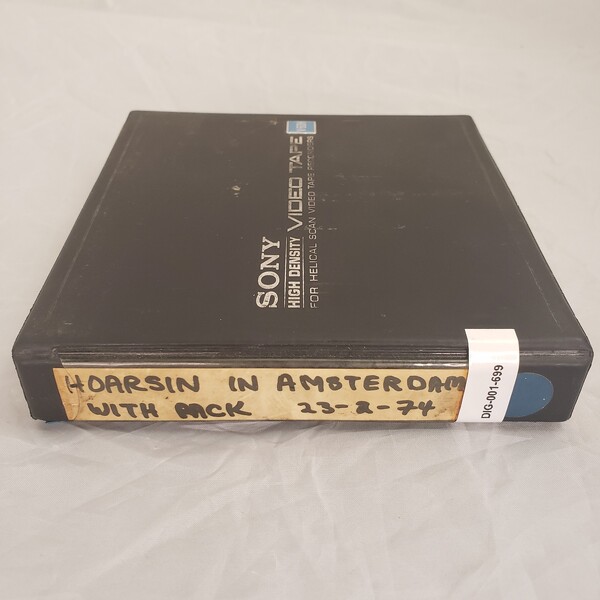 SONY
HIGH DENSITY VIDEO TAPE
FOR HELICAL SCAN VIDEO TAPE RECORDERS
HOARSIN IN AMSTERDAM
WITH MCK 23-2-74
DIG-001-699